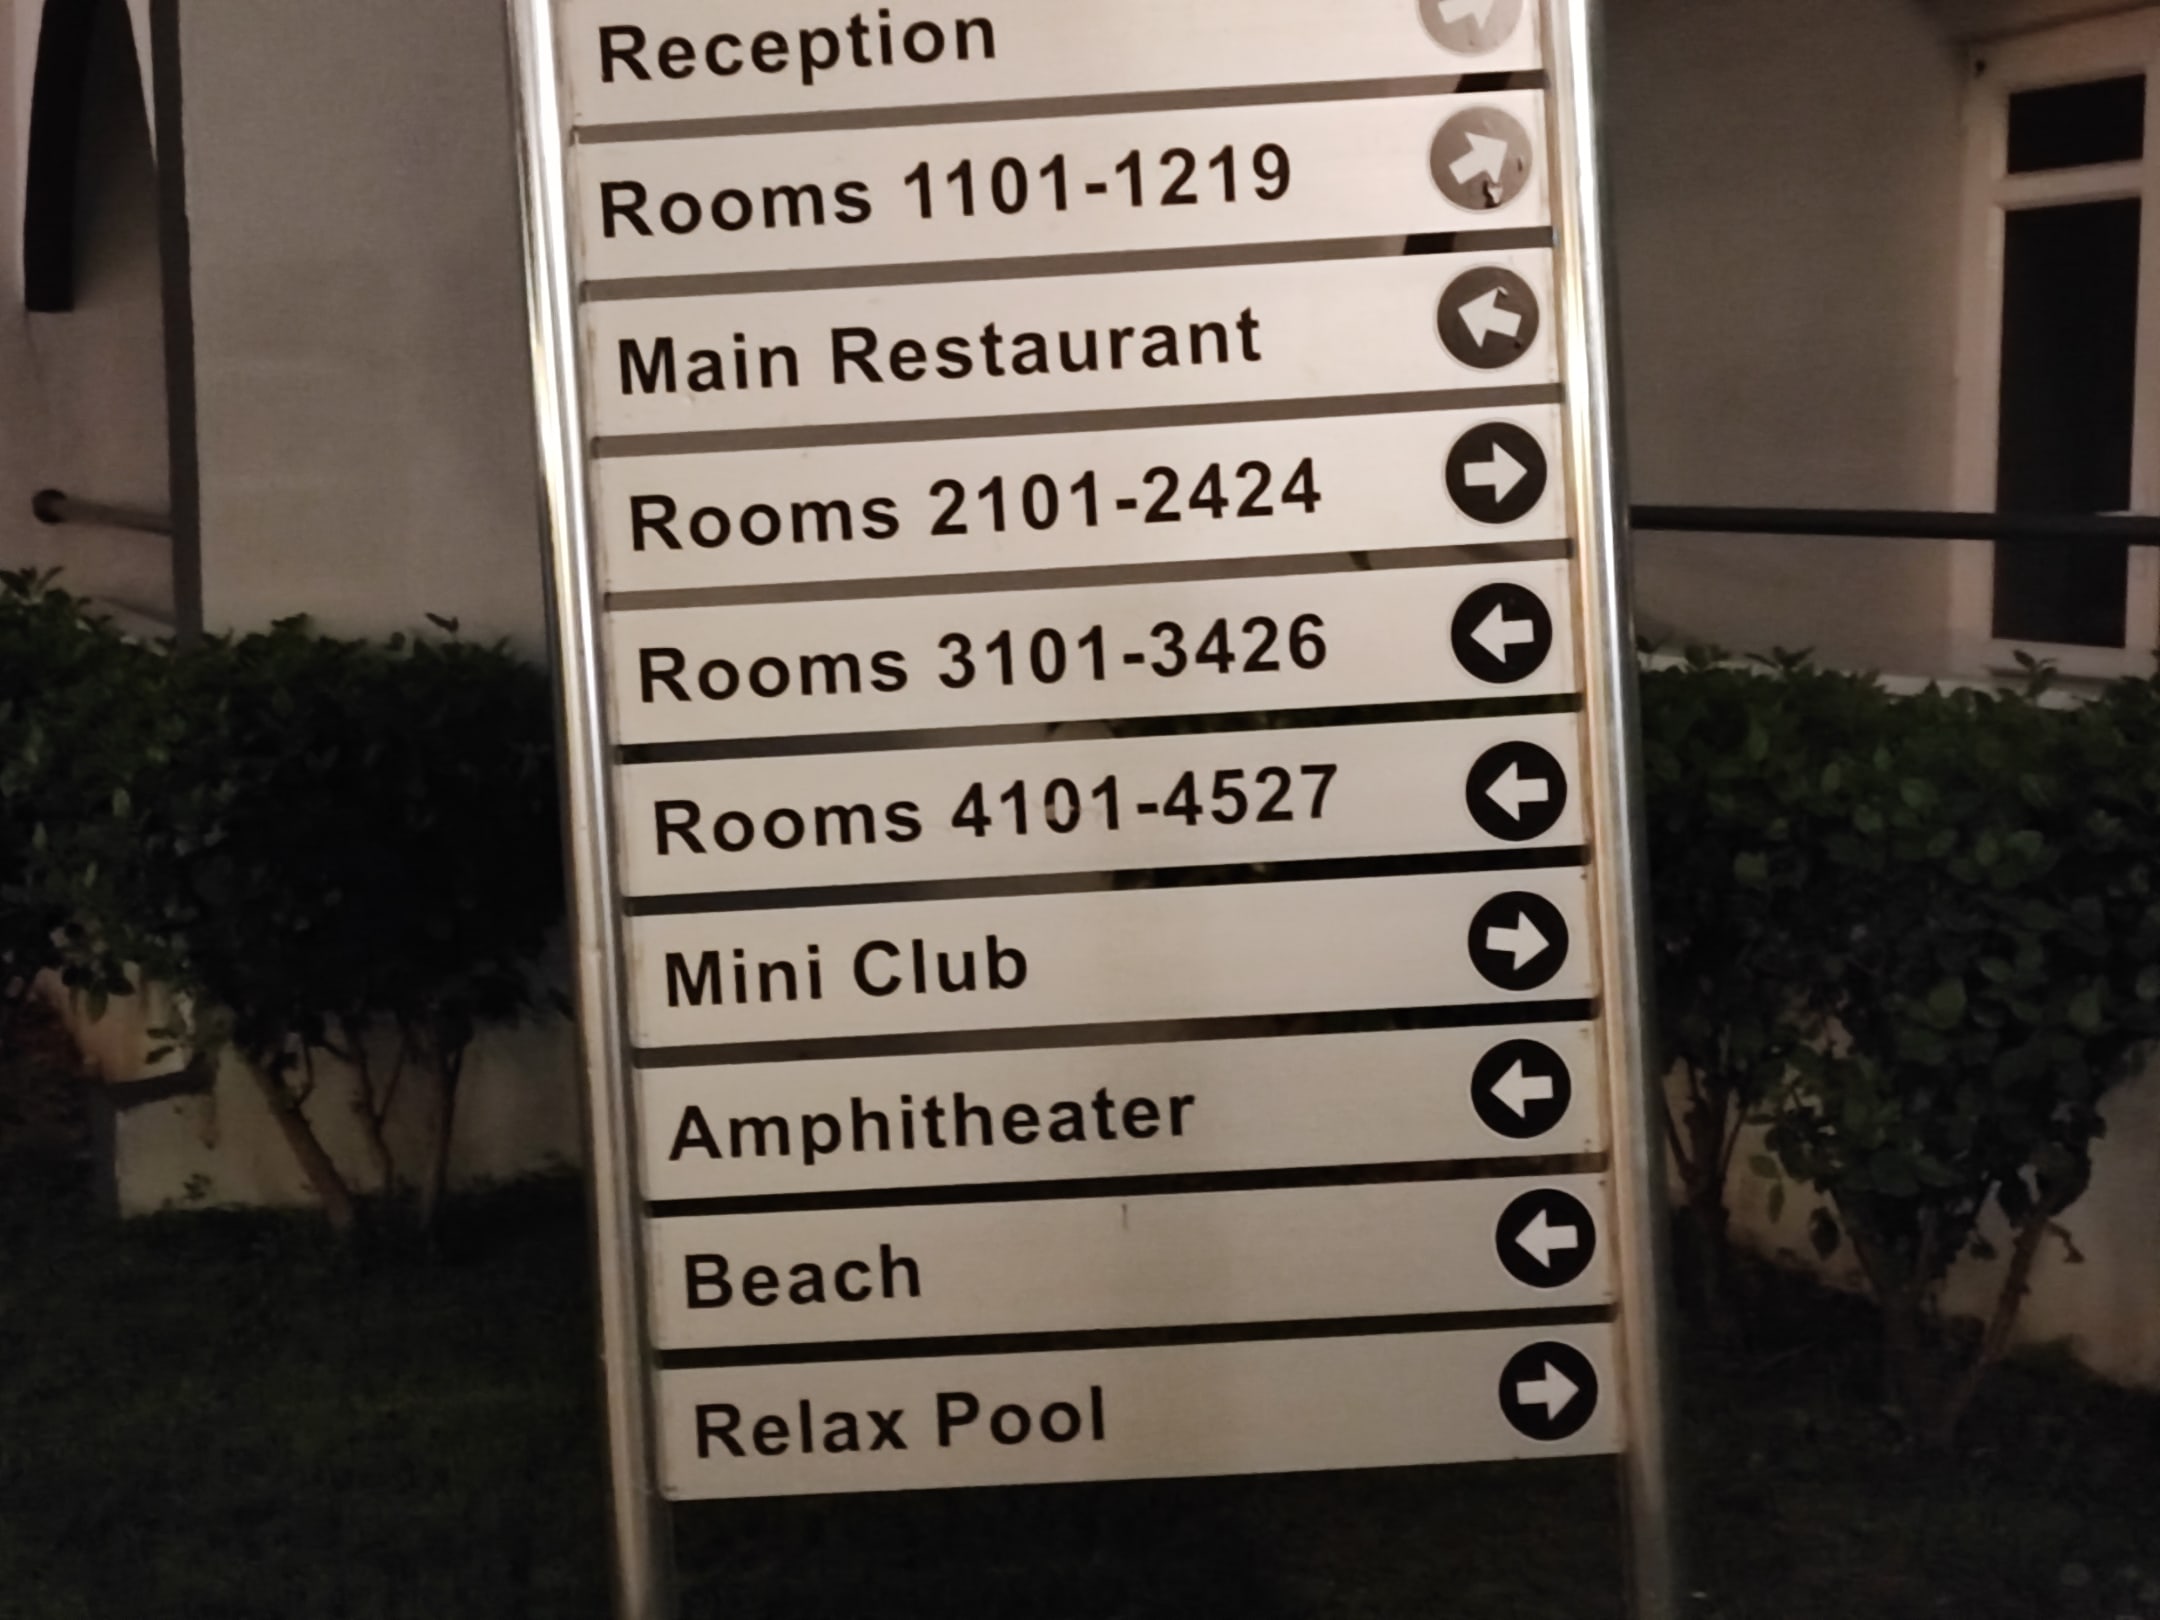 Reception
Rooms 1101-1219
Main Restaurant
Rooms 2101-2424
Rooms 3101-3426
Rooms 4101-4527
Mini Club
Amphitheater
Beach
Relax Pool